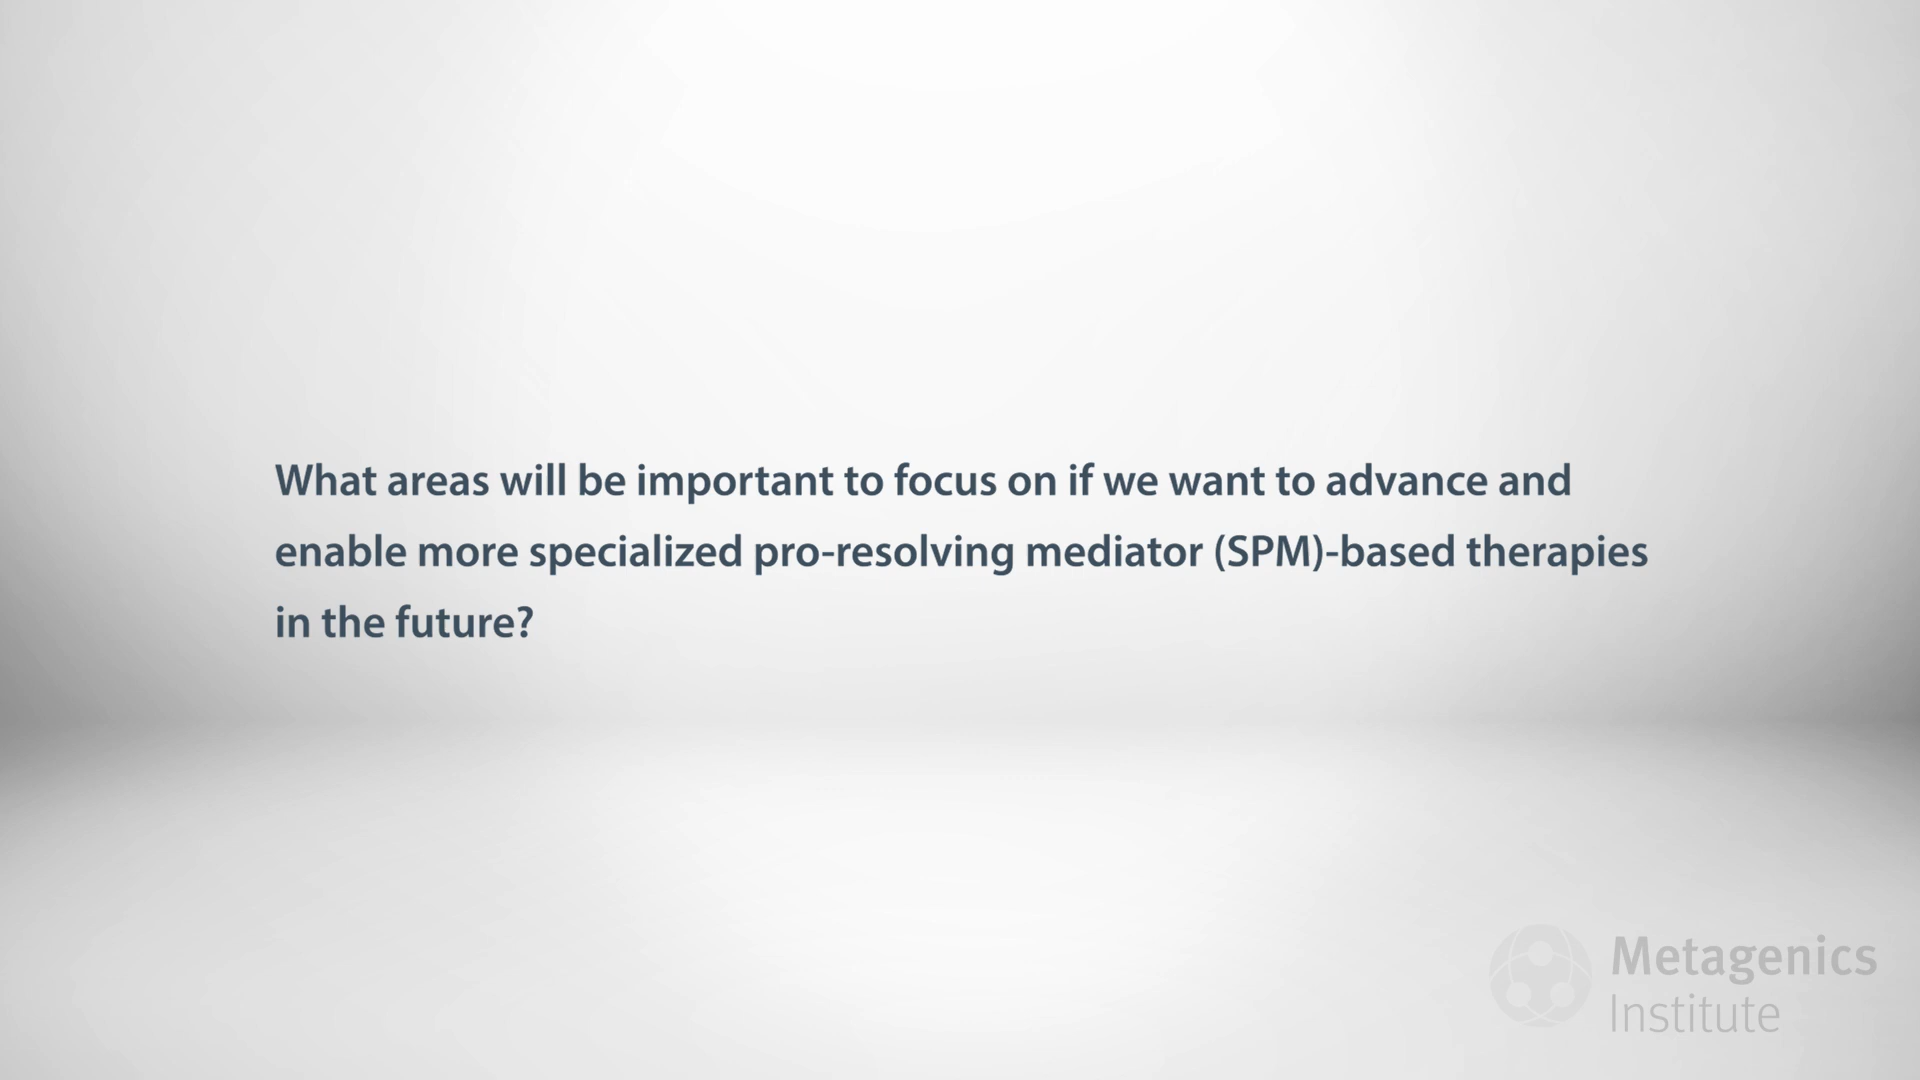 What areas will be important to focus on if we want to advance and
enable more specialized pro-resolving mediator (SPM)-based therapies
in the future?
Metagenics
Institute